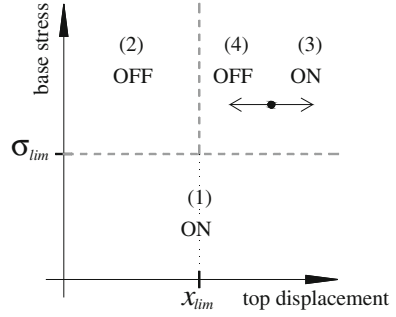 base stress
(2)
OFF
(4) (3)
OFF ON
σlim
(1)
ON
xlim
top displacement